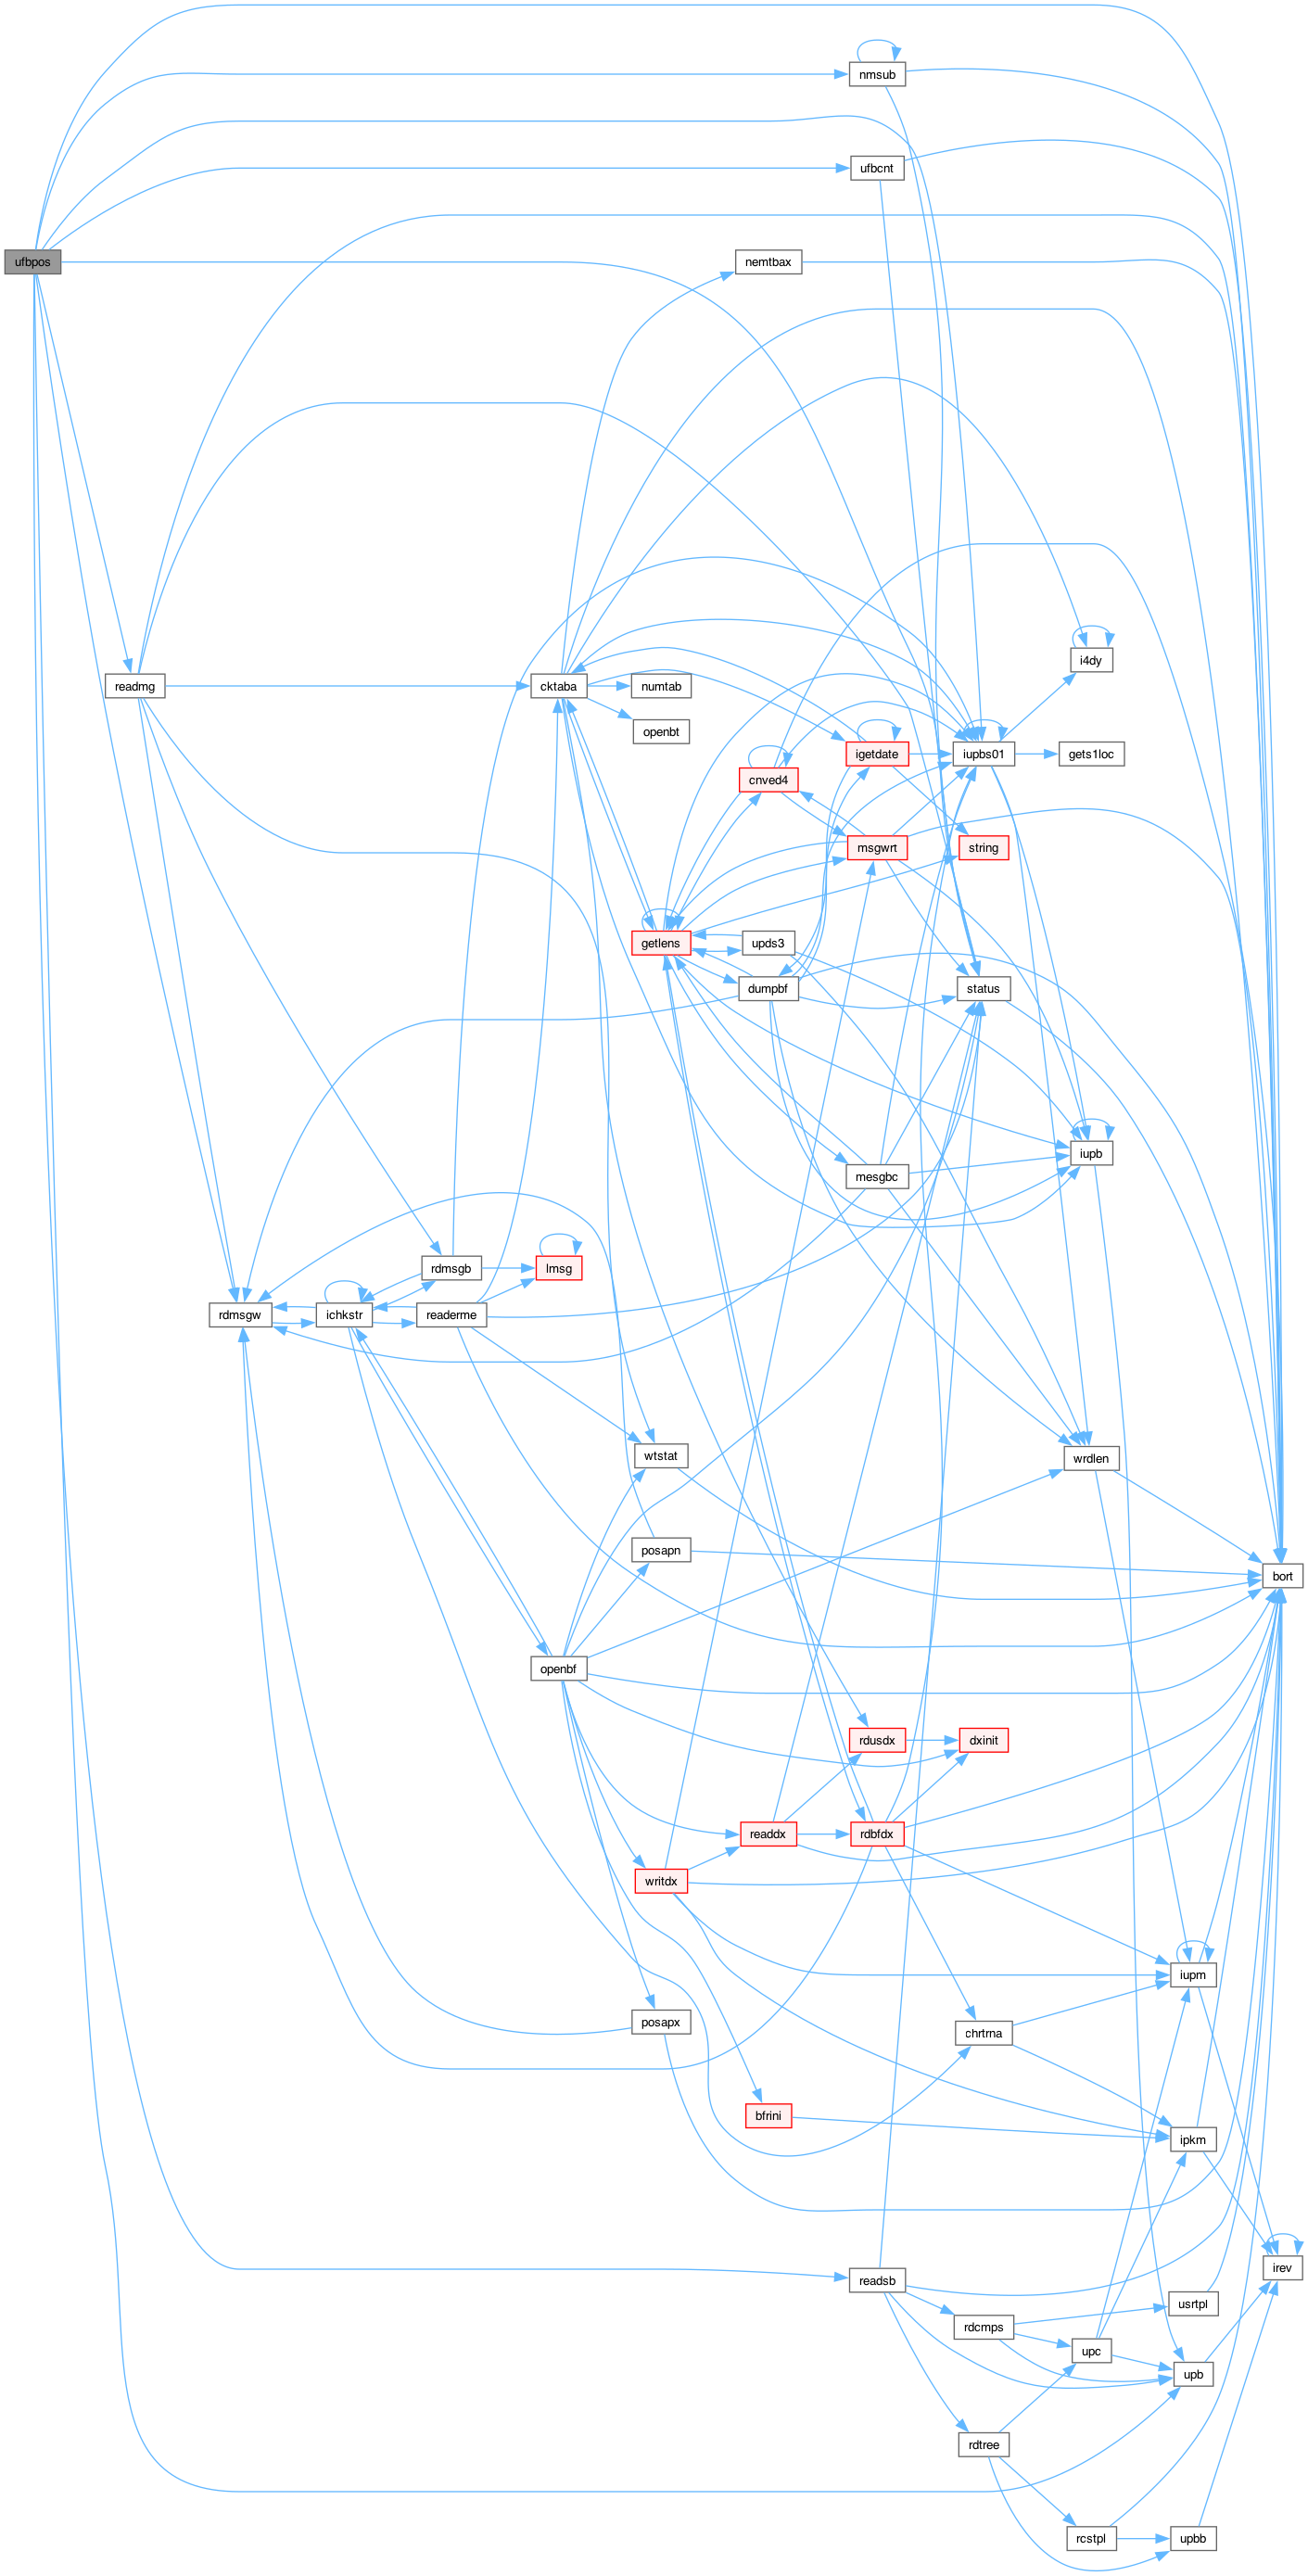 nmsub
ufbcnt
ufbpos
nemtbax
i4dy
readmg
cktaba
numtab
openbt
igetdate
iupbs01
gets1loc
cnved4
msgwrt
string
getlens
upds3
dumpbf
status
iupb
mesgbc
rdmsgb
lmsg
rdmsgw
ichkstr
readerme
wtstat
wrdlen
posapn
bort
openbf
rdusdx
dxinit
readdx
rdbfdx
writdx
iupm
posapx
chrtrna
bfrini
ipkm
readsb
irev
rdcmps
usrtpl
upc
upb
rdtree
rcstpl
upbb